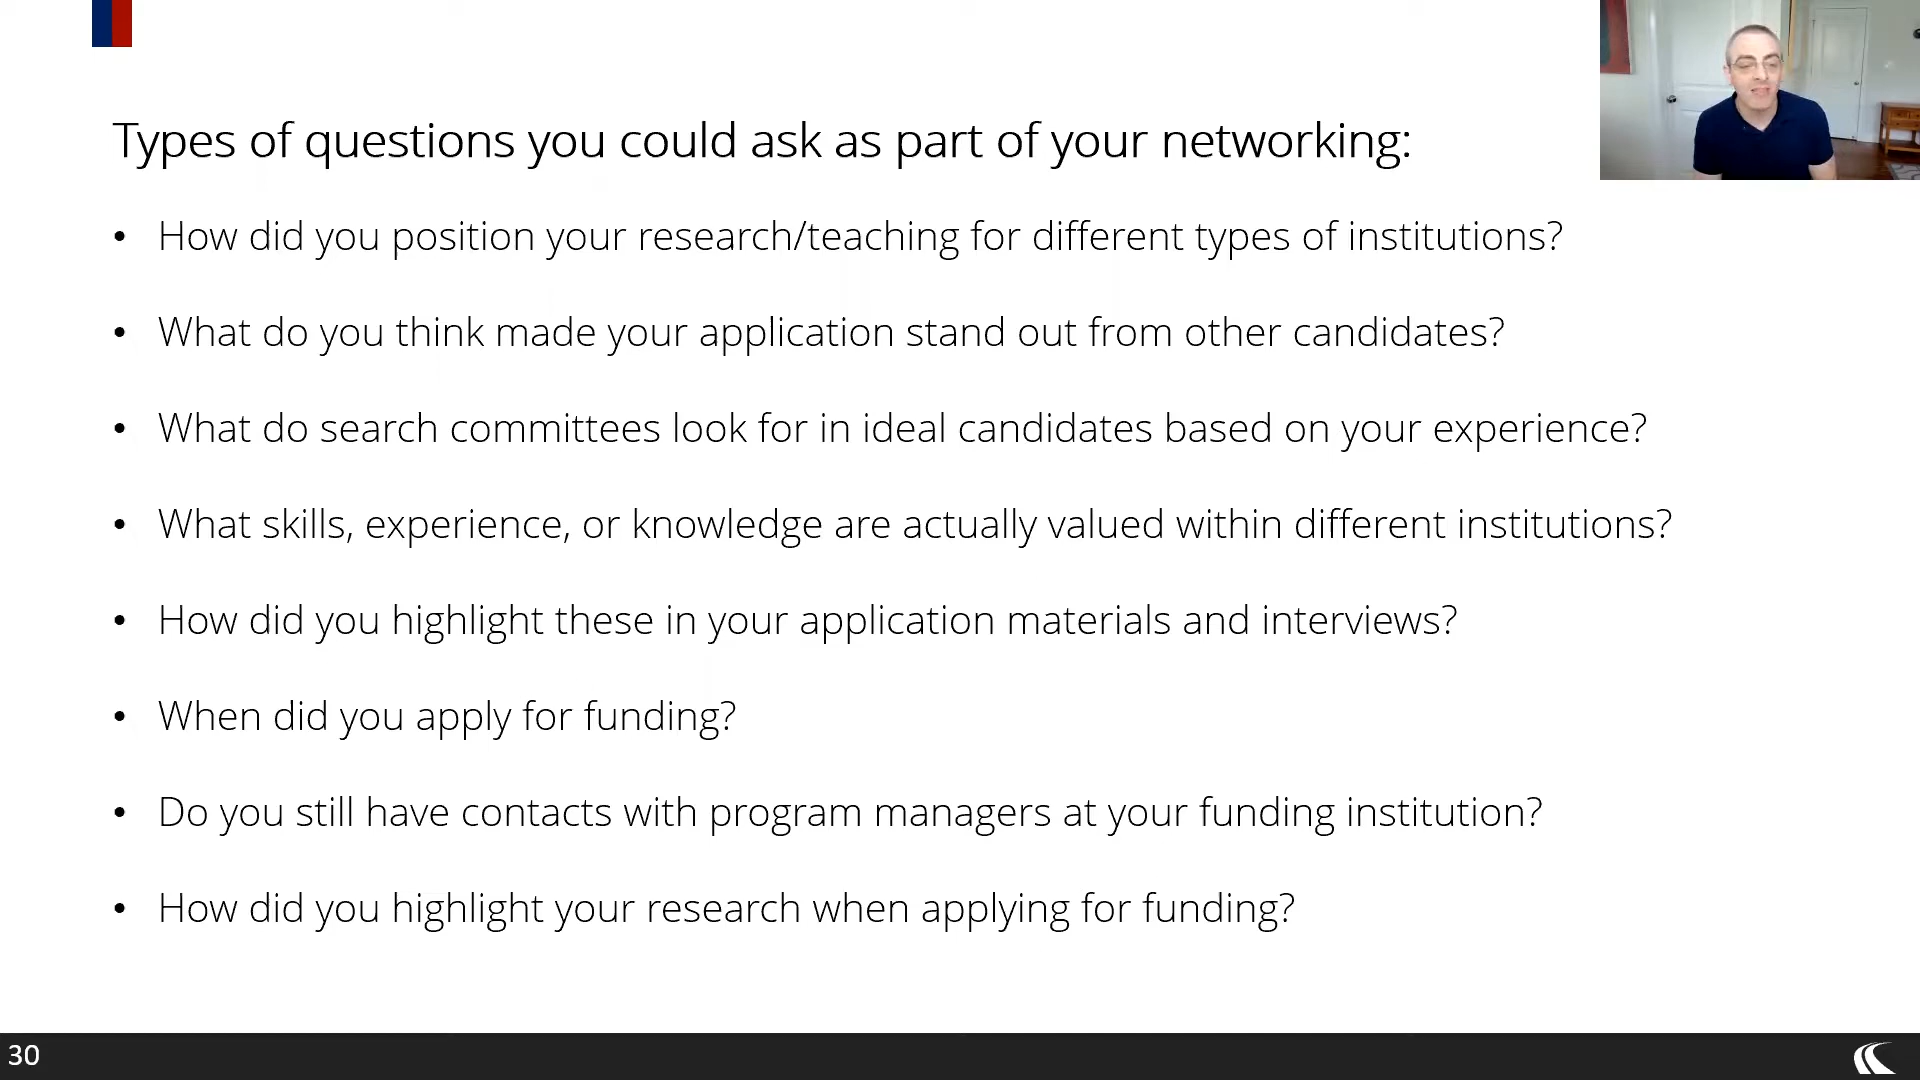 Types of questions you could ask as part of your networking:
• How did you position your research/teaching for different types of institutions?
• What do you think made your application stand out from other candidates?
• What do search committees look for in ideal candidates based on your experience?
• What skills, experience, or knowledge are actually valued within different institutions?
• How did you highlight these in your application materials and interviews?
• When did you apply for funding?
• Do you still have contacts with program managers at your funding institution?
• How did you highlight your research when applying for funding?
30